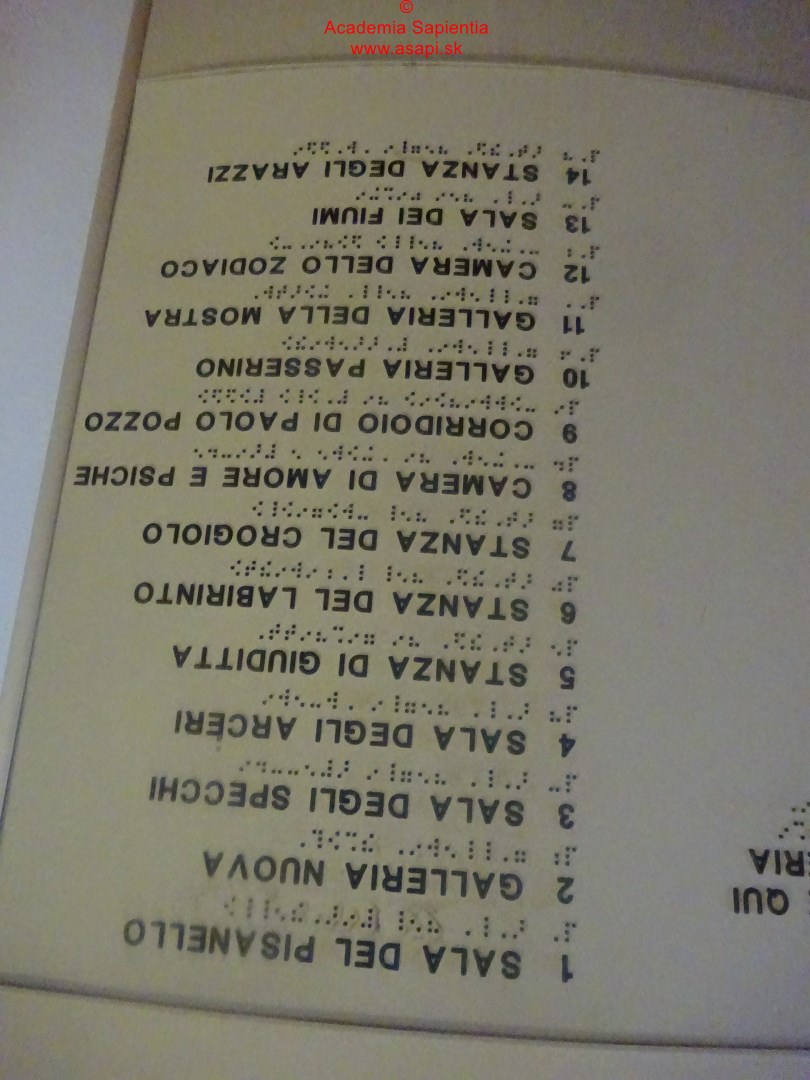 ©
Academia Sapientia
www.asapi.sk
1 SALA DEL PISANELLO
2 GALLERIA NUOVA
3 SALA DEGLI SPECCHI
4 SALA DEGLI ARCERI
5 STANZA DI GIUDITTA
6 STANZA DEL LABIRINTO
7 STANZA DEL CROGIOLO
8 CAMERA DI AMORE E PSICHE
9 CORRIDOIO DI PAOLO POZZO
10 GALLERIA PASSERINO
11 GALLERIA DELLA MOSTRA
12 CAMERA DELLO ZODIACO
13 SALA DEI FIUMI
14 STANZA DEGLI ARAZZI
QUI